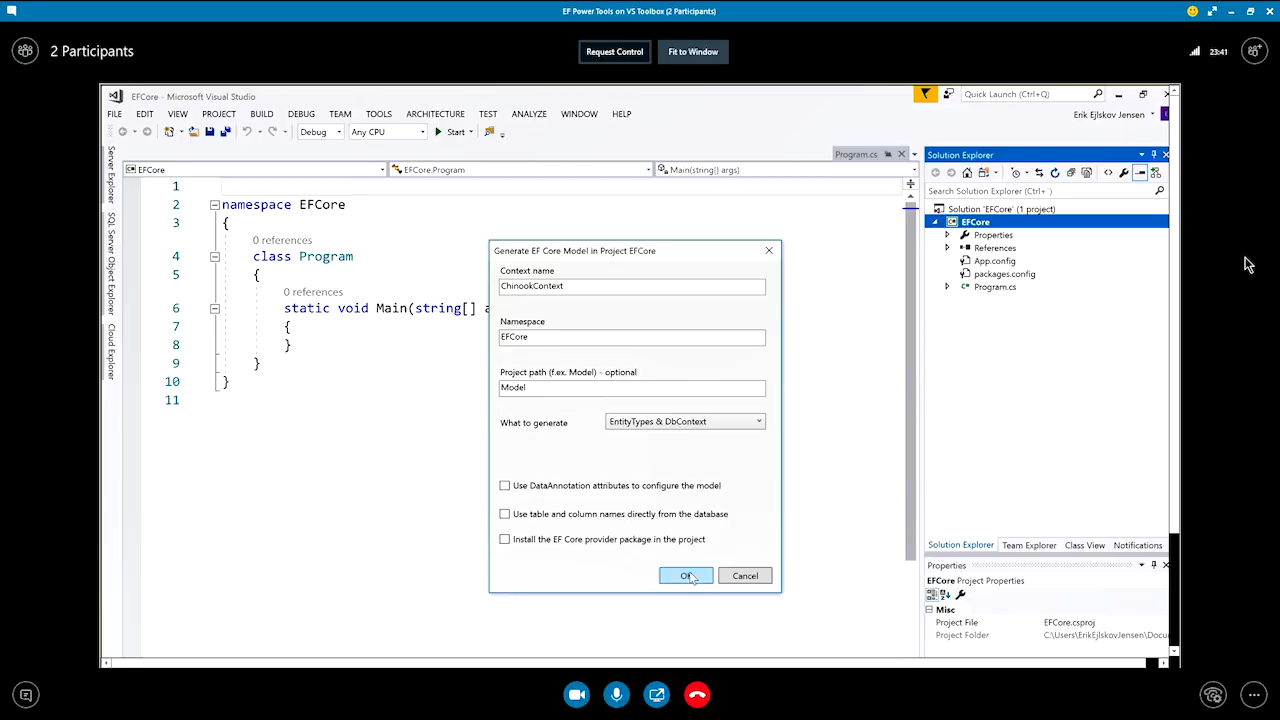 EF Power Tools on VS Toolbox (2 Participants)
2 Participants
Request Control
Fit to Window
23:41
EFCore - Microsoft Visual Studio
Quick Launch (Ctrl+Q)
FILE EDIT VIEW PROJECT BUILD DEBUG TEAM TOOLS ARCHITECTURE TEST ANALYZE WINDOW HELP
Erik Ejlskov Jensen
Debug Any CPU Start
Server Explorer
SQL Server Object Explorer
Cloud Explorer
Program.cs
EFCore EFCore.Program Main(string[] args)
1
2 namespace EFCore
3 {
0 references
4 class Program
5 {
0 references
6 static void Main(string[] a
7 {
8 }
9 }
10 }
11
Generate EF Core Model in Project EFCore
Context name
ChinookContext
Namespace
EFCore
Project path (f.ex. Model) - optional
Model
What to generate EntityTypes & DbContext
Use DataAnnotation attributes to configure the model
Use table and column names directly from the database
Install the EF Core provider package in the project
Cancel
Solution Explorer
Search Solution Explorer (Ctrl+¨)
Solution 'EFCore' (1 project)
EFCore
Properties
References
App.config
packages.config
Program.cs
Solution Explorer Team Explorer Class View Notifications
Properties
EFCore Project Properties
Misc
Project File EFCore.csproj
Project Folder C:\Users\ErikEjlskovJensen\Docu